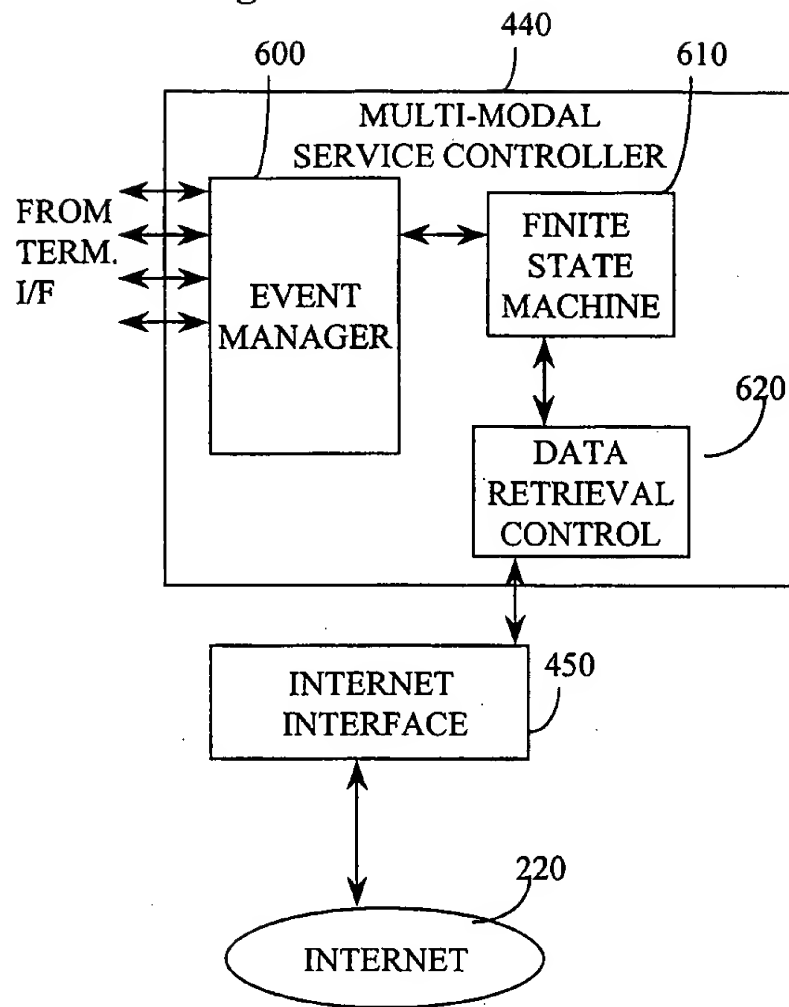 440
600
610
MULTI-MODAL
SERVICE CONTROLLER
FROM
TERM.
I/F
EVENT
MANAGER
FINITE
STATE
MACHINE
620
DATA
RETRIEVAL
CONTROL
INTERNET
INTERFACE
450
220
INTERNET